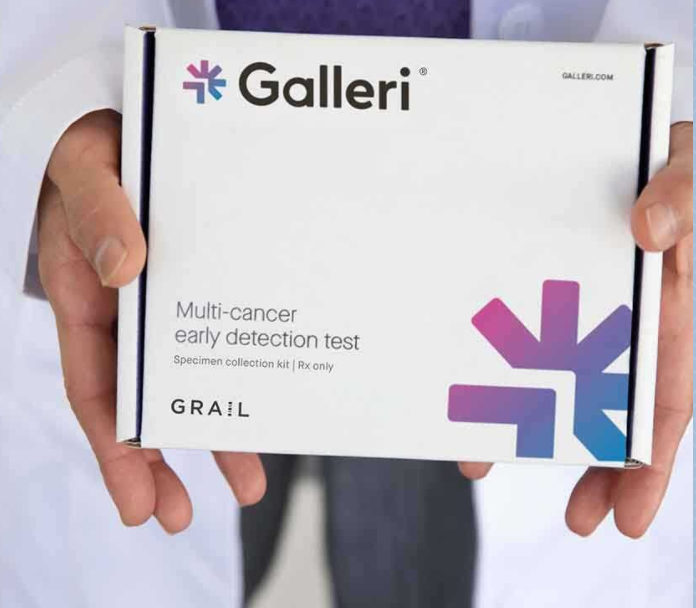 Galleri®
GALLERI.COM
Multi-cancer
early detection test
Specimen collection kit | Rx only
GRAIL